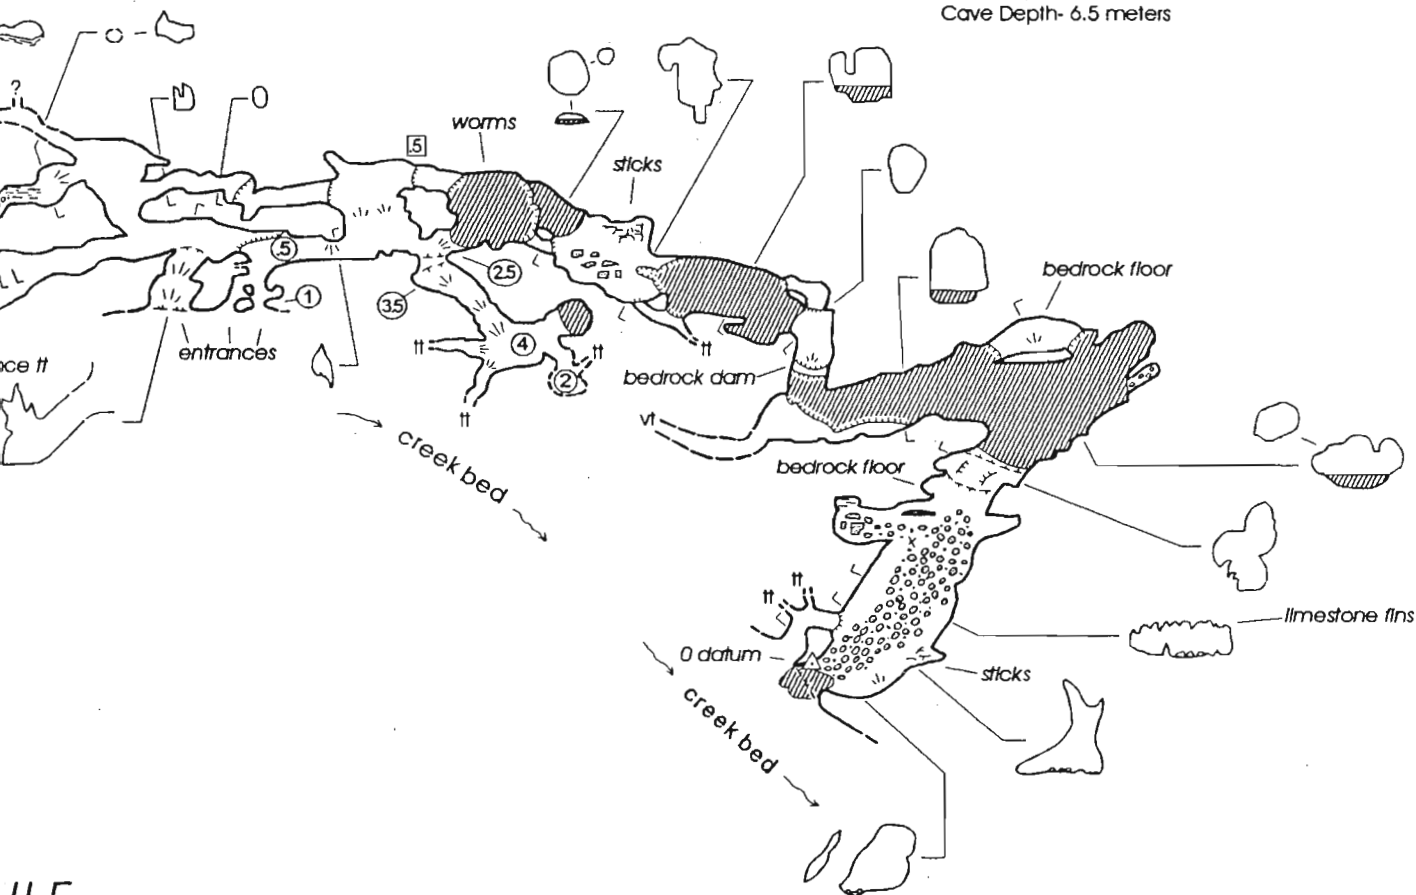 Cave Depth- 6.5 meters
?
worms
.5
sticks
bedrock floor
.5
2.5
1
3.5
entrances
4
tt
tt
tt
2
tt
bedrock dam
vt
creek bed
bedrock floor
tt
tt
limestone fins
0 datum
sticks
creek bed